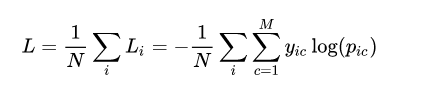 L = \frac{1}{N} \sum_{i} L_i = -\frac{1}{N} \sum_{i} \sum_{c=1}^{M} y_{ic} \log(p_{ic})